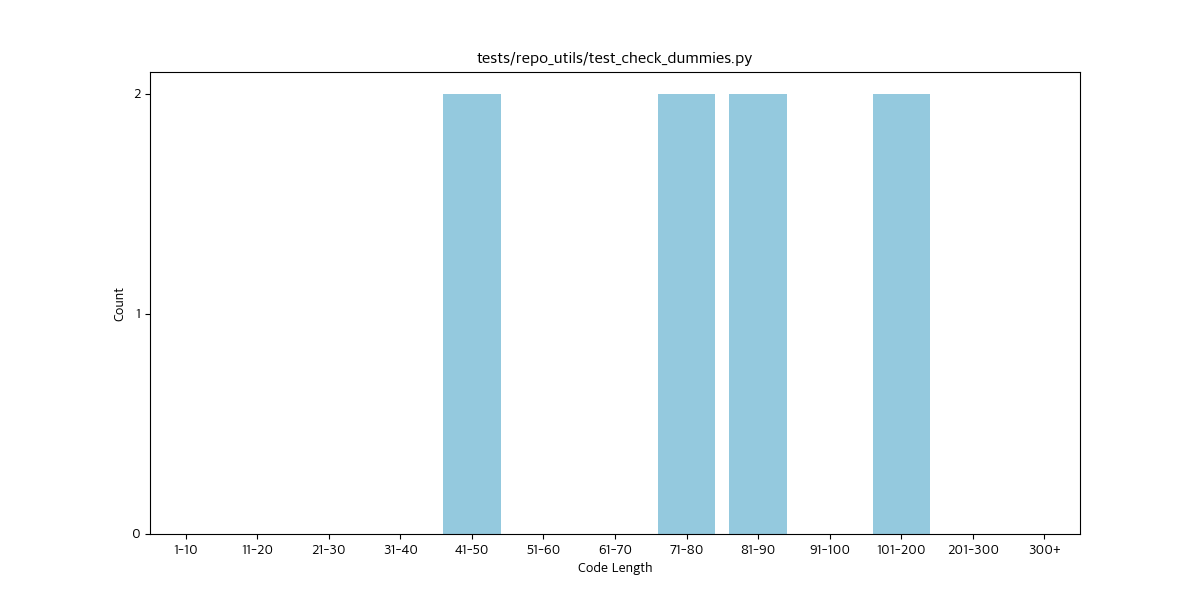 tests/repo_utils/test_check_dummies.py
2
1
0
Count
1-10 11-20 21-30 31-40 41-50 51-60 61-70 71-80 81-90 91-100 101-200 201-300 300+
Code Length